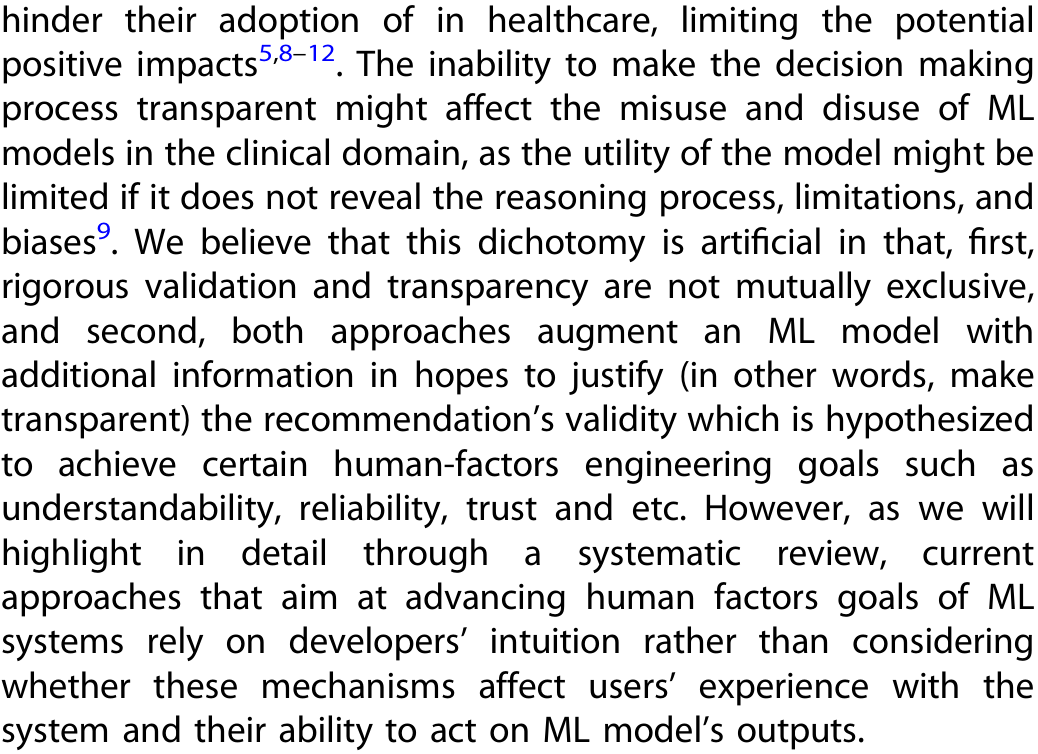 hinder their adoption of in healthcare, limiting the potential
positive impacts5,8–12. The inability to make the decision making
process transparent might affect the misuse and disuse of ML
models in the clinical domain, as the utility of the model might be
limited if it does not reveal the reasoning process, limitations, and
biases9. We believe that this dichotomy is artificial in that, first,
rigorous validation and transparency are not mutually exclusive,
and second, both approaches augment an ML model with
additional information in hopes to justify (in other words, make
transparent) the recommendation’s validity which is hypothesized
to achieve certain human-factors engineering goals such as
understandability, reliability, trust and etc. However, as we will
highlight in detail through a systematic review, current
approaches that aim at advancing human factors goals of ML
systems rely on developers’ intuition rather than considering
whether these mechanisms affect users’ experience with the
system and their ability to act on ML model’s outputs.